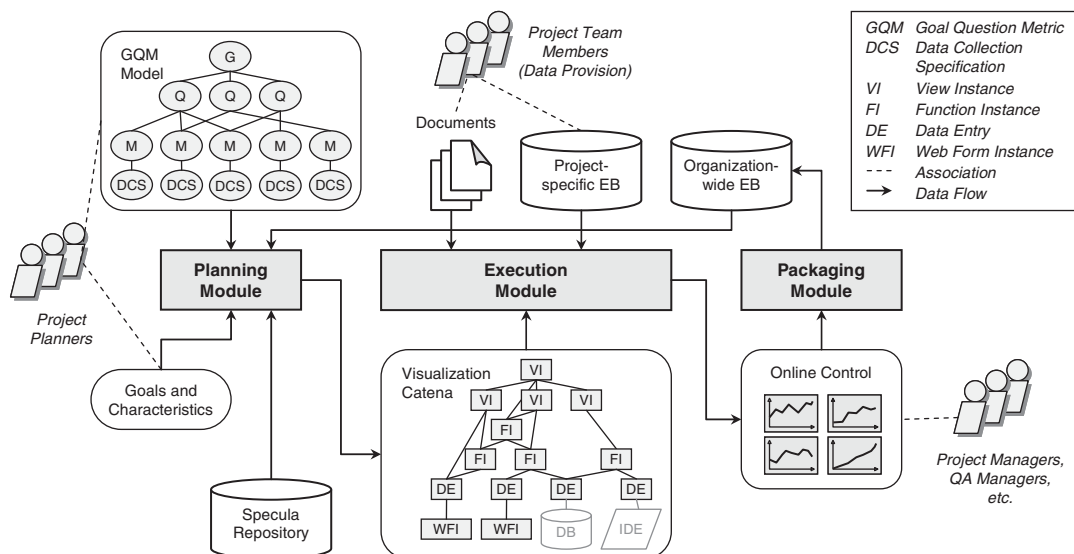 GQM
Model
G
Q Q Q
M M M M M
DCS DCS DCS DCS DCS
Project Team
Members
(Data Provision)
Documents
Project-
specific EB
Organization-
wide EB
GQM Goal Question Metric
DCS Data Collection
Specification
VI View Instance
FI Function Instance
DE Data Entry
WFI Web Form Instance
Association
Data Flow
Project
Planners
Planning
Module
Execution
Module
Packaging
Module
Goals and
Characteristics
Specula
Repository
Visualization
Catena
VI
VI VI VI
FI
FI FI FI
DE DE DE DE
WFI WFI DB IDE
Online Control
Project Managers,
QA Managers,
etc.